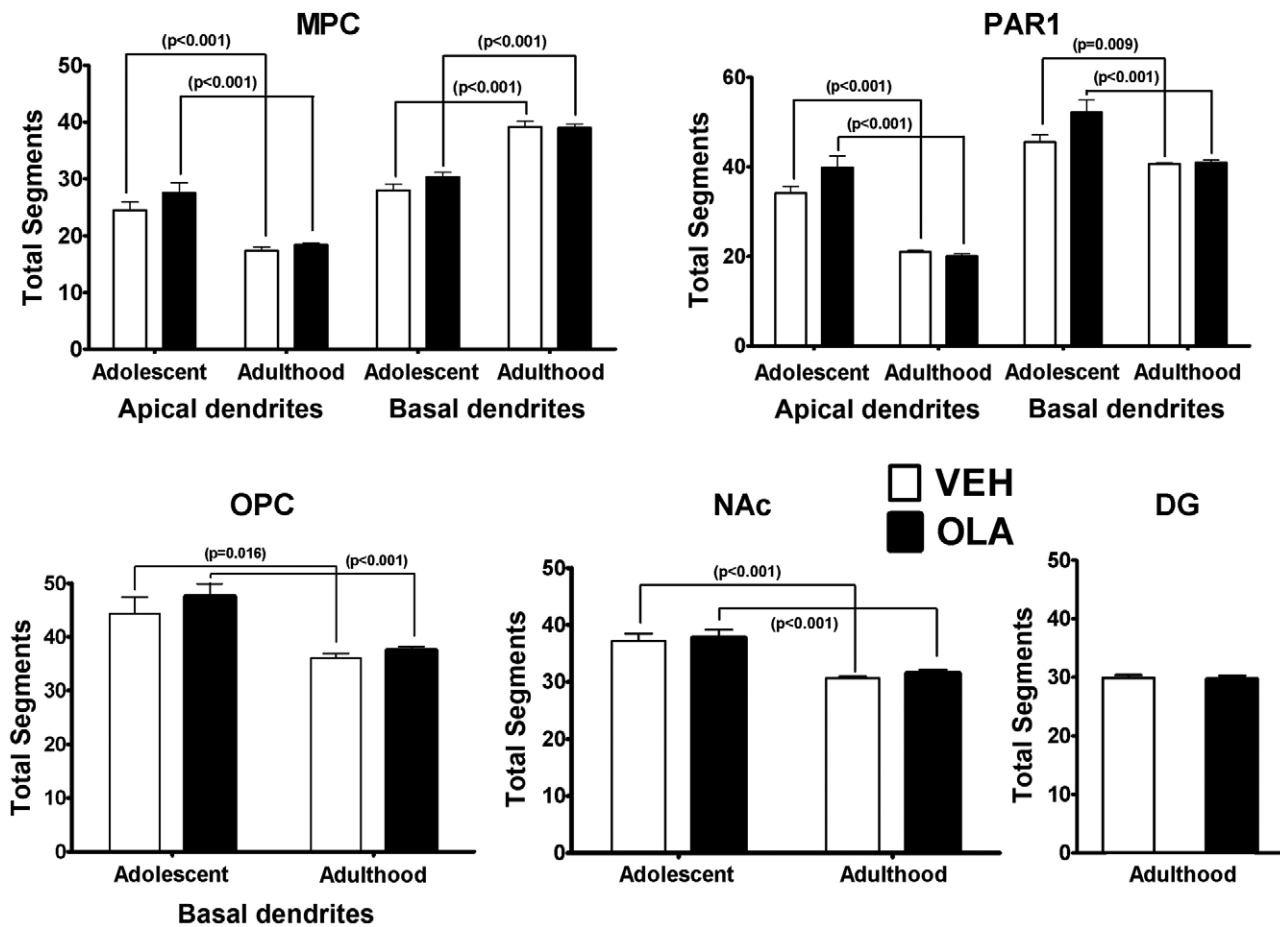 MPC
(p<0.001)
(p<0.001)
(p<0.001)
(p<0.001)
Total Segments
50
40
30
20
10
0
Adolescent Adulthood Adolescent Adulthood
Apical dendrites Basal dendrites
PAR1
(p=0.009)
(p<0.001)
(p<0.001)
(p<0.001)
Total Segments
60
40
20
0
Adolescent Adulthood Adolescent Adulthood
Apical dendrites Basal dendrites
VEH
OLA
OPC
(p=0.016)
(p<0.001)
Total Segments
50
40
30
20
10
0
Adolescent Adulthood
Basal dendrites
NAc
(p<0.001)
(p<0.001)
Total Segments
50
40
30
20
10
0
Adolescent Adulthood
DG
Total Segments
50
40
30
20
10
0
Adulthood